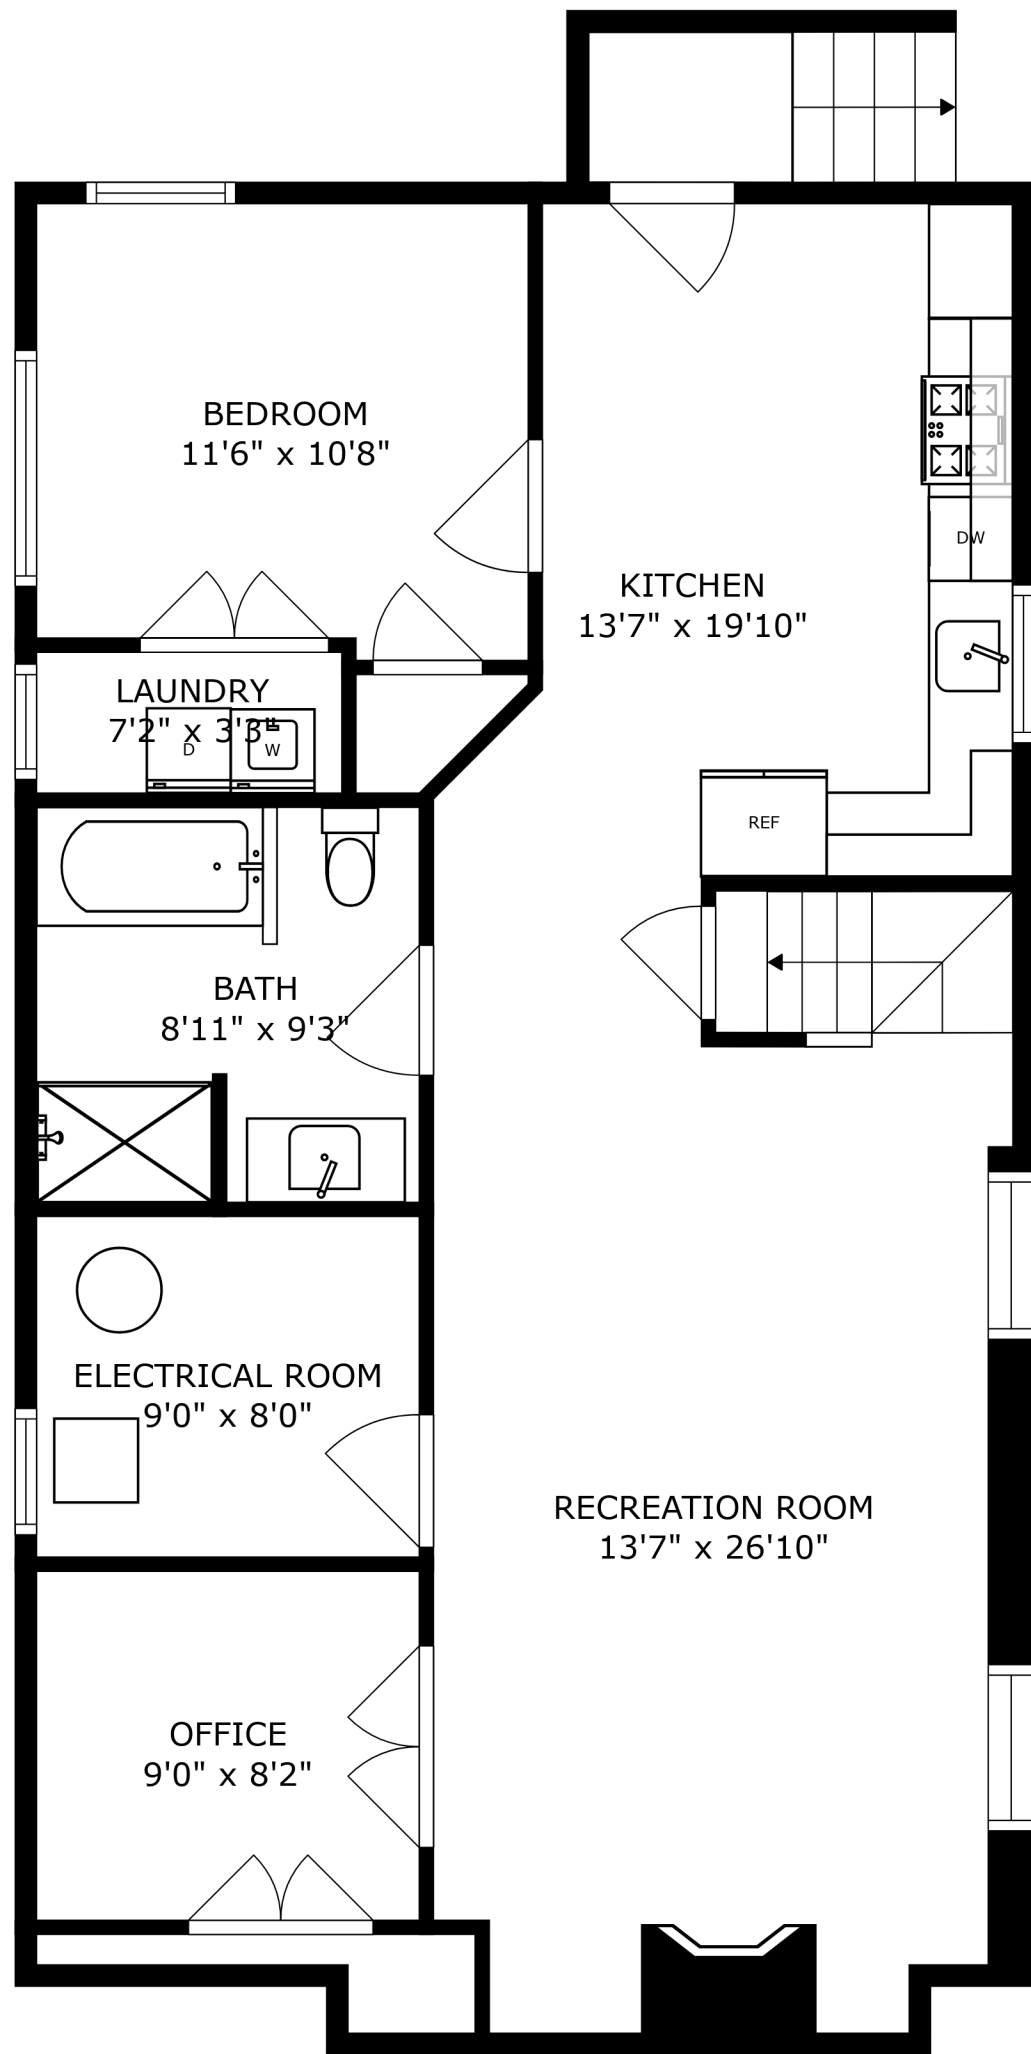 BEDROOM
11'6" x 10'8"
DW
KITCHEN
13'7" x 19'10"
LAUNDRY
7'2" x 3'3"
D
W
REF
BATH
8'11" x 9'3"
ELECTRICAL ROOM
9'0" x 8'0"
RECREATION ROOM
13'7" x 26'10"
OFFICE
9'0" x 8'2"